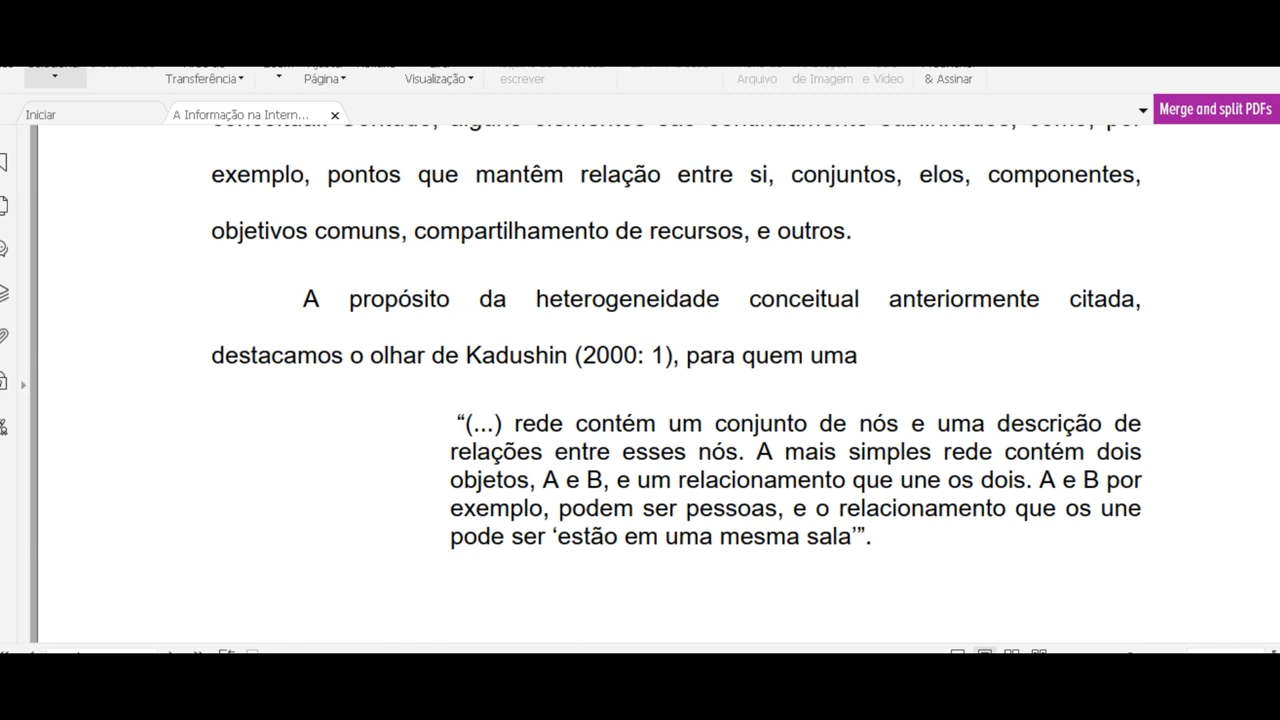 Transferência
Página
Visualização
escrever
Arquivo
de Imagem
e Vídeo
& Assinar
Iniciar
A Informação na Intern...
Merge and split PDFs
exemplo, pontos que mantêm relação entre si, conjuntos, elos, componentes,
objetivos comuns, compartilhamento de recursos, e outros.
A propósito da heterogeneidade conceitual anteriormente citada,
destacamos o olhar de Kadushin (2000: 1), para quem uma
“(...) rede contém um conjunto de nós e uma descrição de
relações entre esses nós. A mais simples rede contém dois
objetos, A e B, e um relacionamento que une os dois. A e B por
exemplo, podem ser pessoas, e o relacionamento que os une
pode ser ‘estão em uma mesma sala’”.